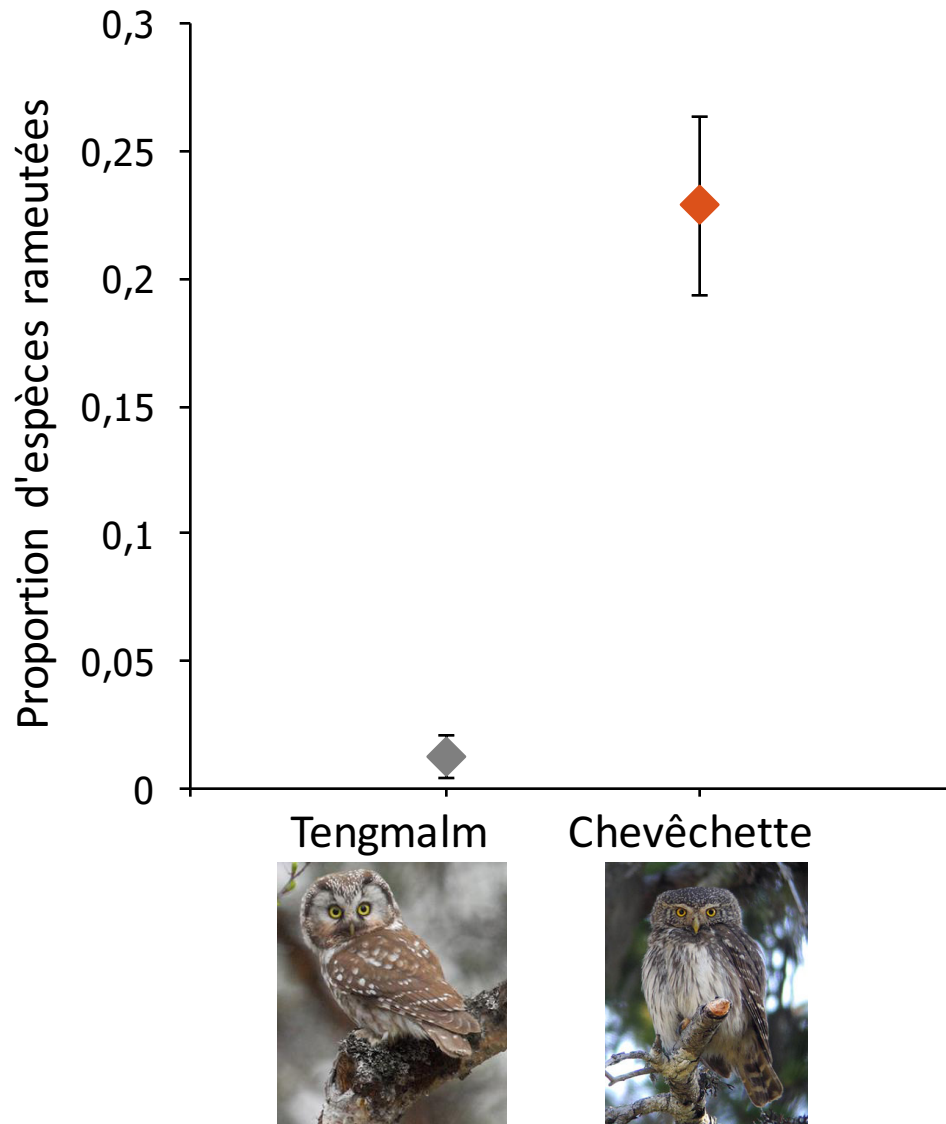 Proportion d'espèces rameutées
0,3
0,25
0,2
0,15
0,1
0,05
0
Tengmalm
Chevêchette